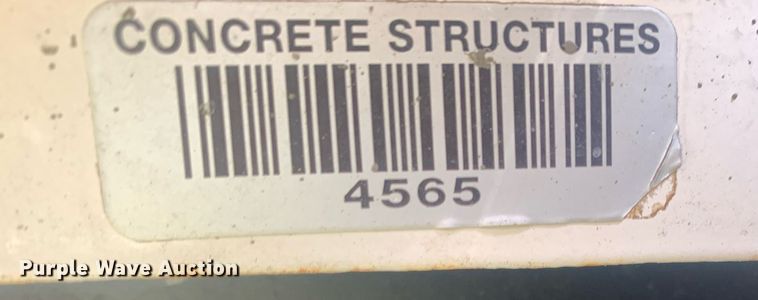 CONCRETE STRUCTURES
4565
Purple Wave Auction